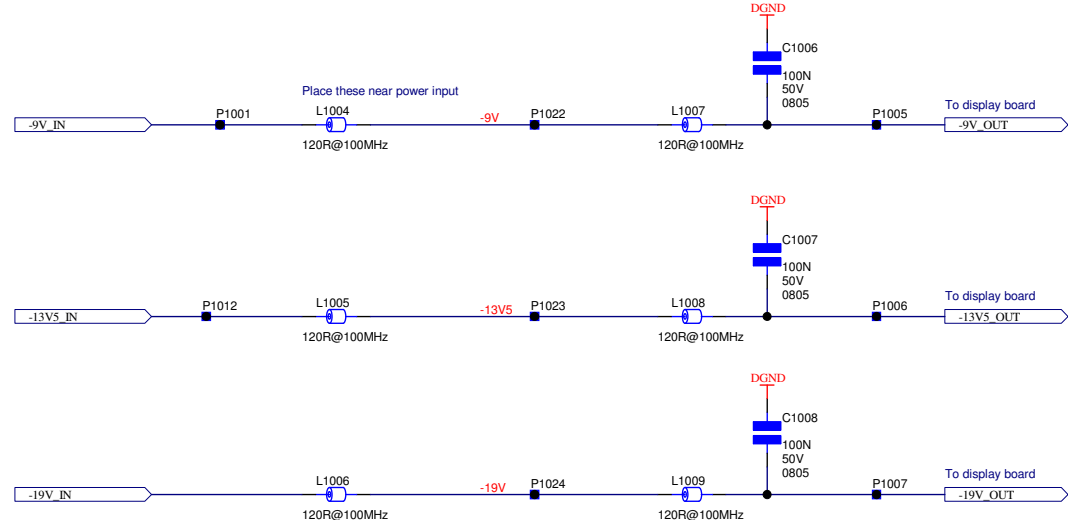 DGND
C1006
100N
50V
0805
Place these near power input
P1001
L1004
-9V
P1022
L1007
P1005
To display board
-9V_IN
-9V_OUT
120R@100MHz
120R@100MHz
DGND
C1007
100N
50V
0805
P1012
L1005
-13V5
P1023
L1008
P1006
To display board
-13V5_IN
-13V5_OUT
120R@100MHz
120R@100MHz
DGND
C1008
100N
50V
0805
L1006
-19V
P1024
L1009
P1007
To display board
-19V_IN
-19V_OUT
120R@100MHz
120R@100MHz